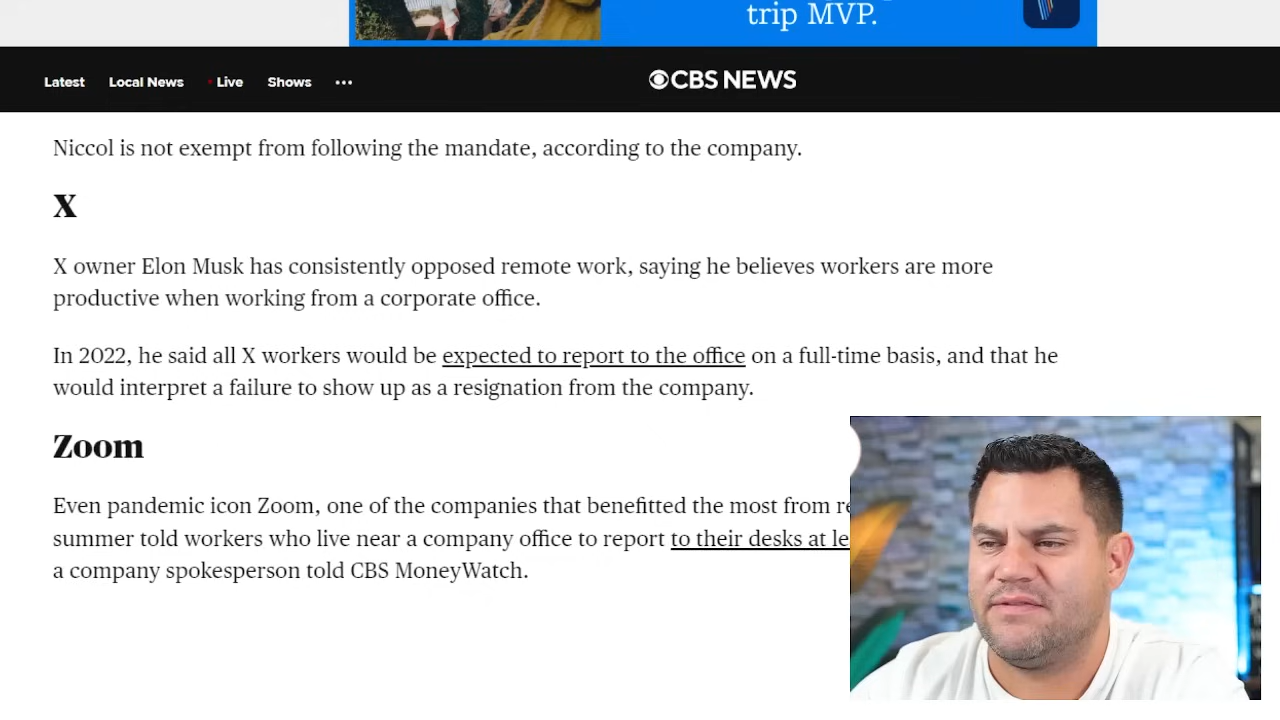 trip MVP.
Latest Local News Live Shows
CBS NEWS
Niccol is not exempt from following the mandate, according to the company.
X
X owner Elon Musk has consistently opposed remote work, saying he believes workers are more
productive when working from a corporate office.
In 2022, he said all X workers would be expected to report to the office on a full-time basis, and that he
would interpret a failure to show up as a resignation from the company.
Zoom
Even pandemic icon Zoom, one of the companies that benefitted the most from
summer told workers who live near a company office to report to their desks at
a company spokesperson told CBS MoneyWatch.